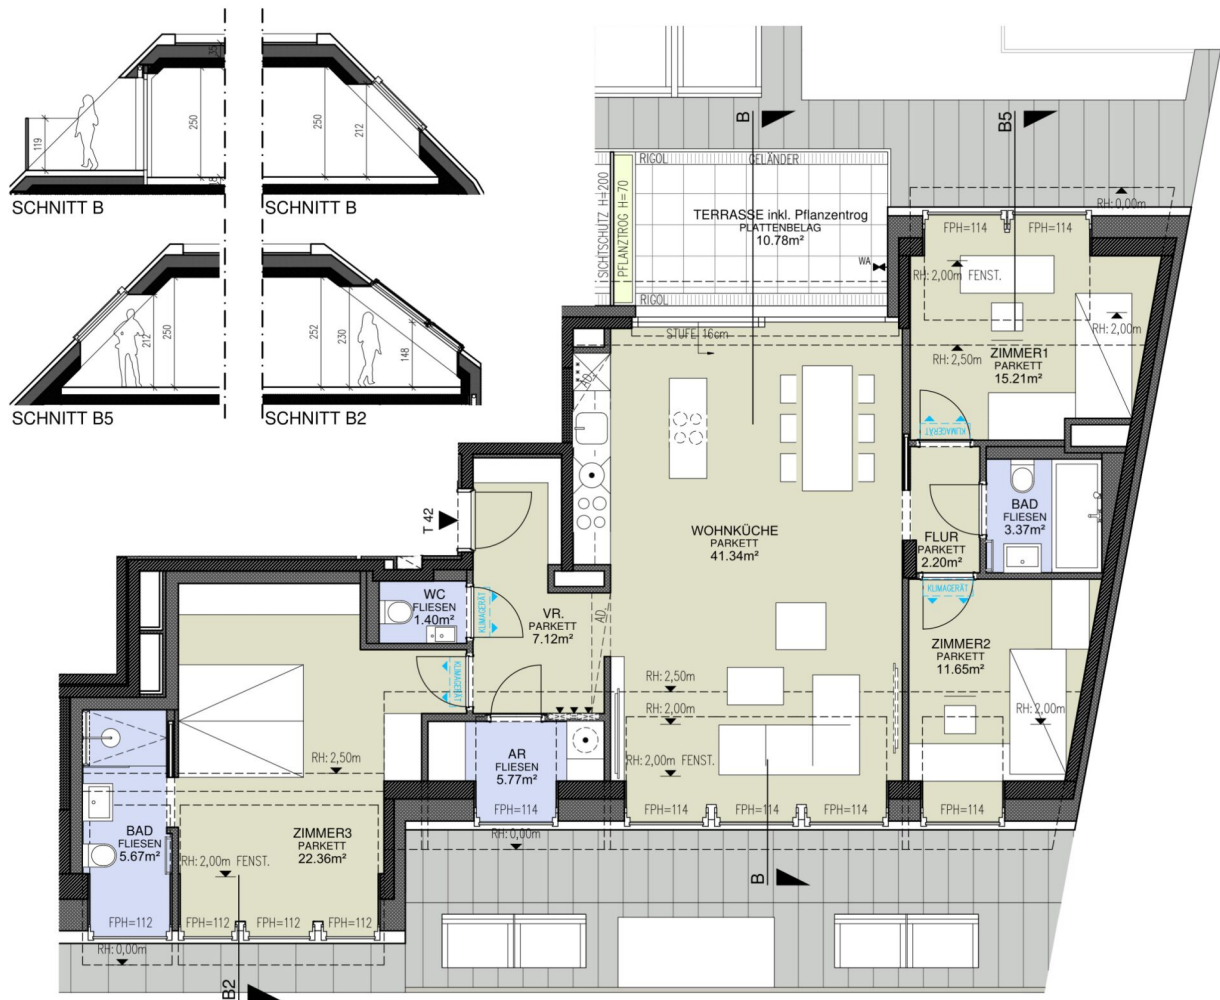 35
119
250
18
250
212
SCHNITT B
SCHNITT B
212
250
252
230
148
SCHNITT B5
SCHNITT B2
B
B5
RIGOL
GELÄNDER
SICHTSCHUTZ H=200
PFLANZTROG H=70
TERRASSE inkl. Pflanzentrog
PLATTENBELAG
10.78m²
WA
RIGOL
STUFE 16cm
RH: 0,00m
FPH=114
FPH=114
RH: 2,00m FENST.
RH: 2,00m
RH: 2,50m
ZIMMER1
PARKETT
15.21m²
KLIMAGERÄT
AD.
T 42
WOHNKÜCHE
PARKETT
41.34m²
FLUR
PARKETT
2.20m²
BAD
FLIESEN
3.37m²
KLIMAGERÄT
ZIMMER2
PARKETT
11.65m²
RH: 2,00m
WC
FLIESEN
1.40m²
KLIMAGERÄT
VR.
PARKETT
7.12m²
AD.
KLIMAGERÄT
RH: 2,50m
RH: 2,00m
RH: 2,00m FENST.
AR
FLIESEN
5.77m²
RH: 2,50m
FPH=114
FPH=114
FPH=114
FPH=114
FPH=114
RH: 0,00m
BAD
FLIESEN
5.67m²
ZIMMER3
PARKETT
22.36m²
RH: 2,00m FENST.
FPH=112
FPH=112
FPH=112
FPH=112
RH: 0,00m
B
B2